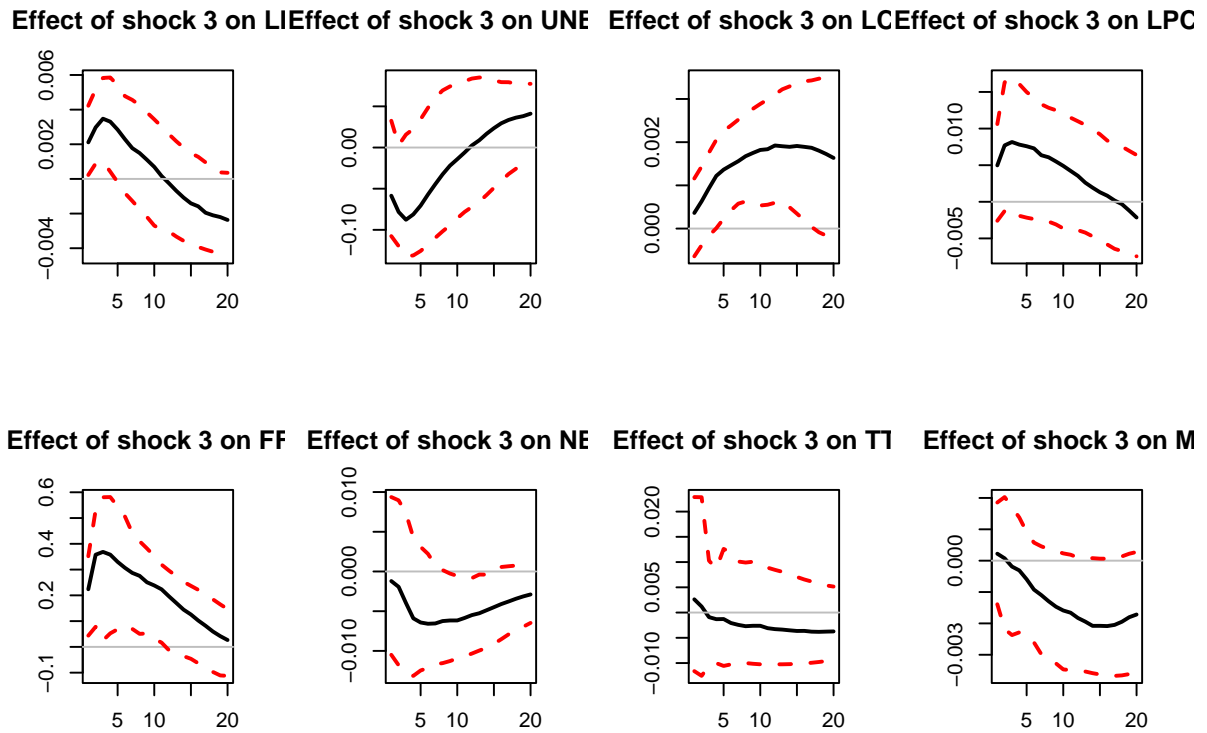 Effect of shock 3 on LI
Effect of shock 3 on UNE
Effect of shock 3 on LC
Effect of shock 3 on LPC
0.006
0.002
−0.004
5 10 20
0.00
−0.10
5 10 20
0.002
0.000
5 10 20
0.010
−0.005
5 10 20
Effect of shock 3 on FF
Effect of shock 3 on NE
Effect of shock 3 on TT
Effect of shock 3 on M
0.6
0.4
0.2
−0.1
5 10 20
0.010
0.000
−0.010
5 10 20
0.020
0.005
−0.010
5 10 20
0.000
−0.003
5 10 20